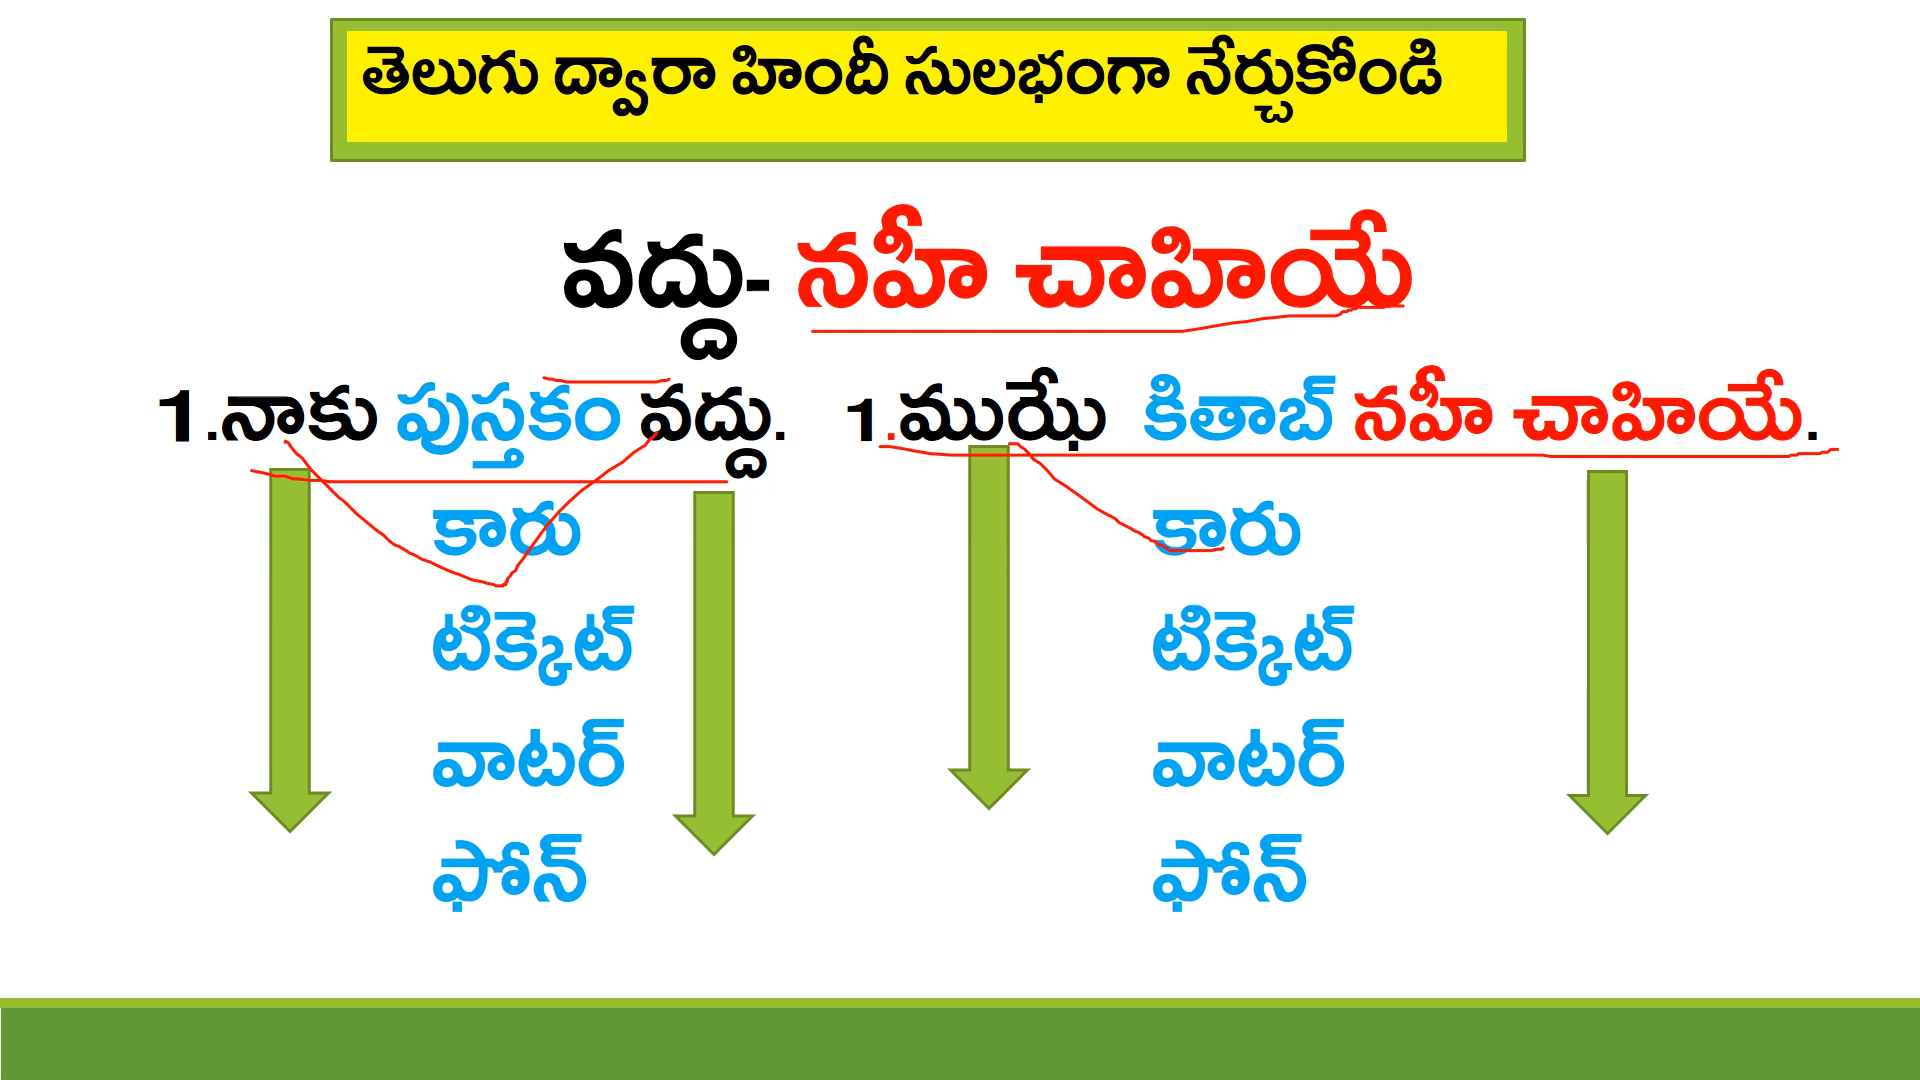 తెలుగు ద్వారా హిందీ సులభంగా నేర్చుకోండి
వద్దు- నహీ చాహియే
1.నాకు పుస్తకం వద్దు. 1.ముఝే కితాబ్ నహీ చాహియే.
కారు కారు
టిక్కెట్ టిక్కెట్
వాటర్ వాటర్
ఫోన్ ఫోన్